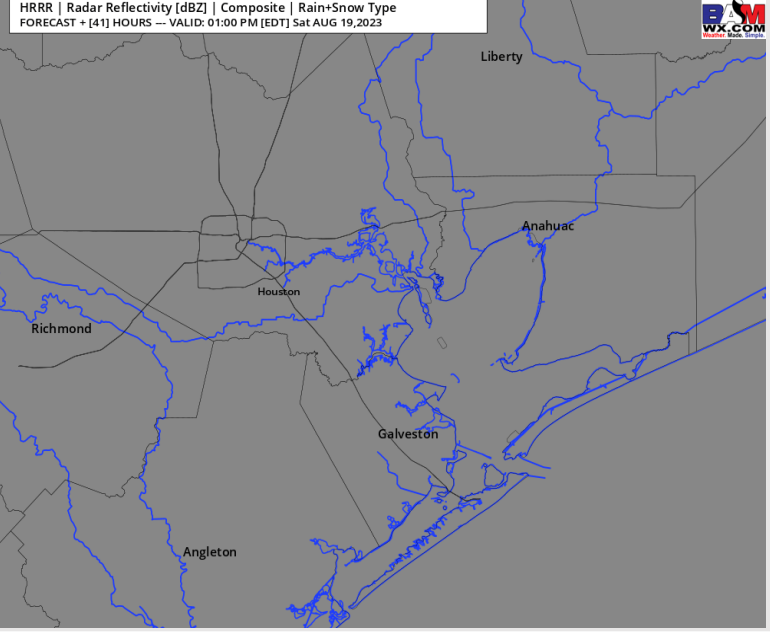 HRRR | Radar Reflectivity [dBZ] | Composite | Rain+Snow Type
FORECAST + [41] HOURS --- VALID: 01:00 PM [EDT] Sat AUG 19,2023
BAM
WX.COM
Weather. Made. Simple.
Liberty
Anahuac
Houston
Richmond
Galveston
Angleton